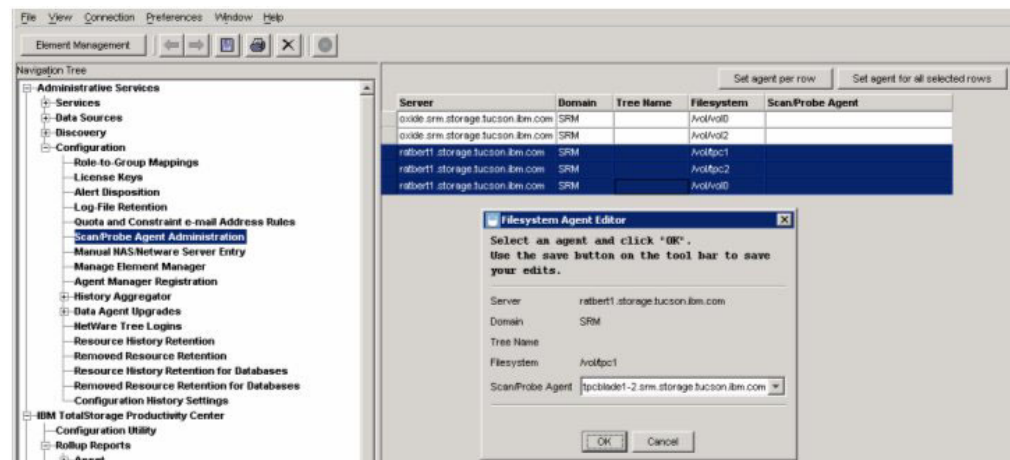 File View Connection Preferences Window Help
Element Management
Navigation Tree
Administrative Services
Services
Data Sources
Discovery
Configuration
Role-to-Group Mappings
License Keys
Alert Disposition
Log-File Retention
Quota and Constraint e-mail Address Rules
Scan/Probe Agent Administration
Manual NAS/Netware Server Entry
Manage Element Manager
Agent Manager Registration
History Aggregator
Data Agent Upgrades
NetWare Tree Logins
Resource History Retention
Removed Resource Retention
Resource History Retention for Databases
Removed Resource Retention for Databases
Configuration History Settings
IBM TotalStorage Productivity Center
Configuration Utility
Rollup Reports
Agent
Set agent per row Set agent for all selected rows
Server Domain Tree Name Filesystem Scan/Probe Agent
oxide.srm.storage.tucson.ibm.com SRM /vol/vol0
oxide.srm.storage.tucson.ibm.com SRM /vol/vol2
ratbert1.storage.tucson.ibm.com SRM /vol/tpc1
ratbert1.storage.tucson.ibm.com SRM /vol/tpc2
ratbert1.storage.tucson.ibm.com SRM /vol/vol0
Filesystem Agent Editor
Select an agent and click "OK".
Use the save button on the tool bar to save
your edits.
Server ratbert1.storage.tucson.ibm.com
Domain SRM
Tree Name
Filesystem /vol/tpc1
Scan/Probe Agent tpcblade1-2.srm.storage.tucson.ibm.com
OK Cancel